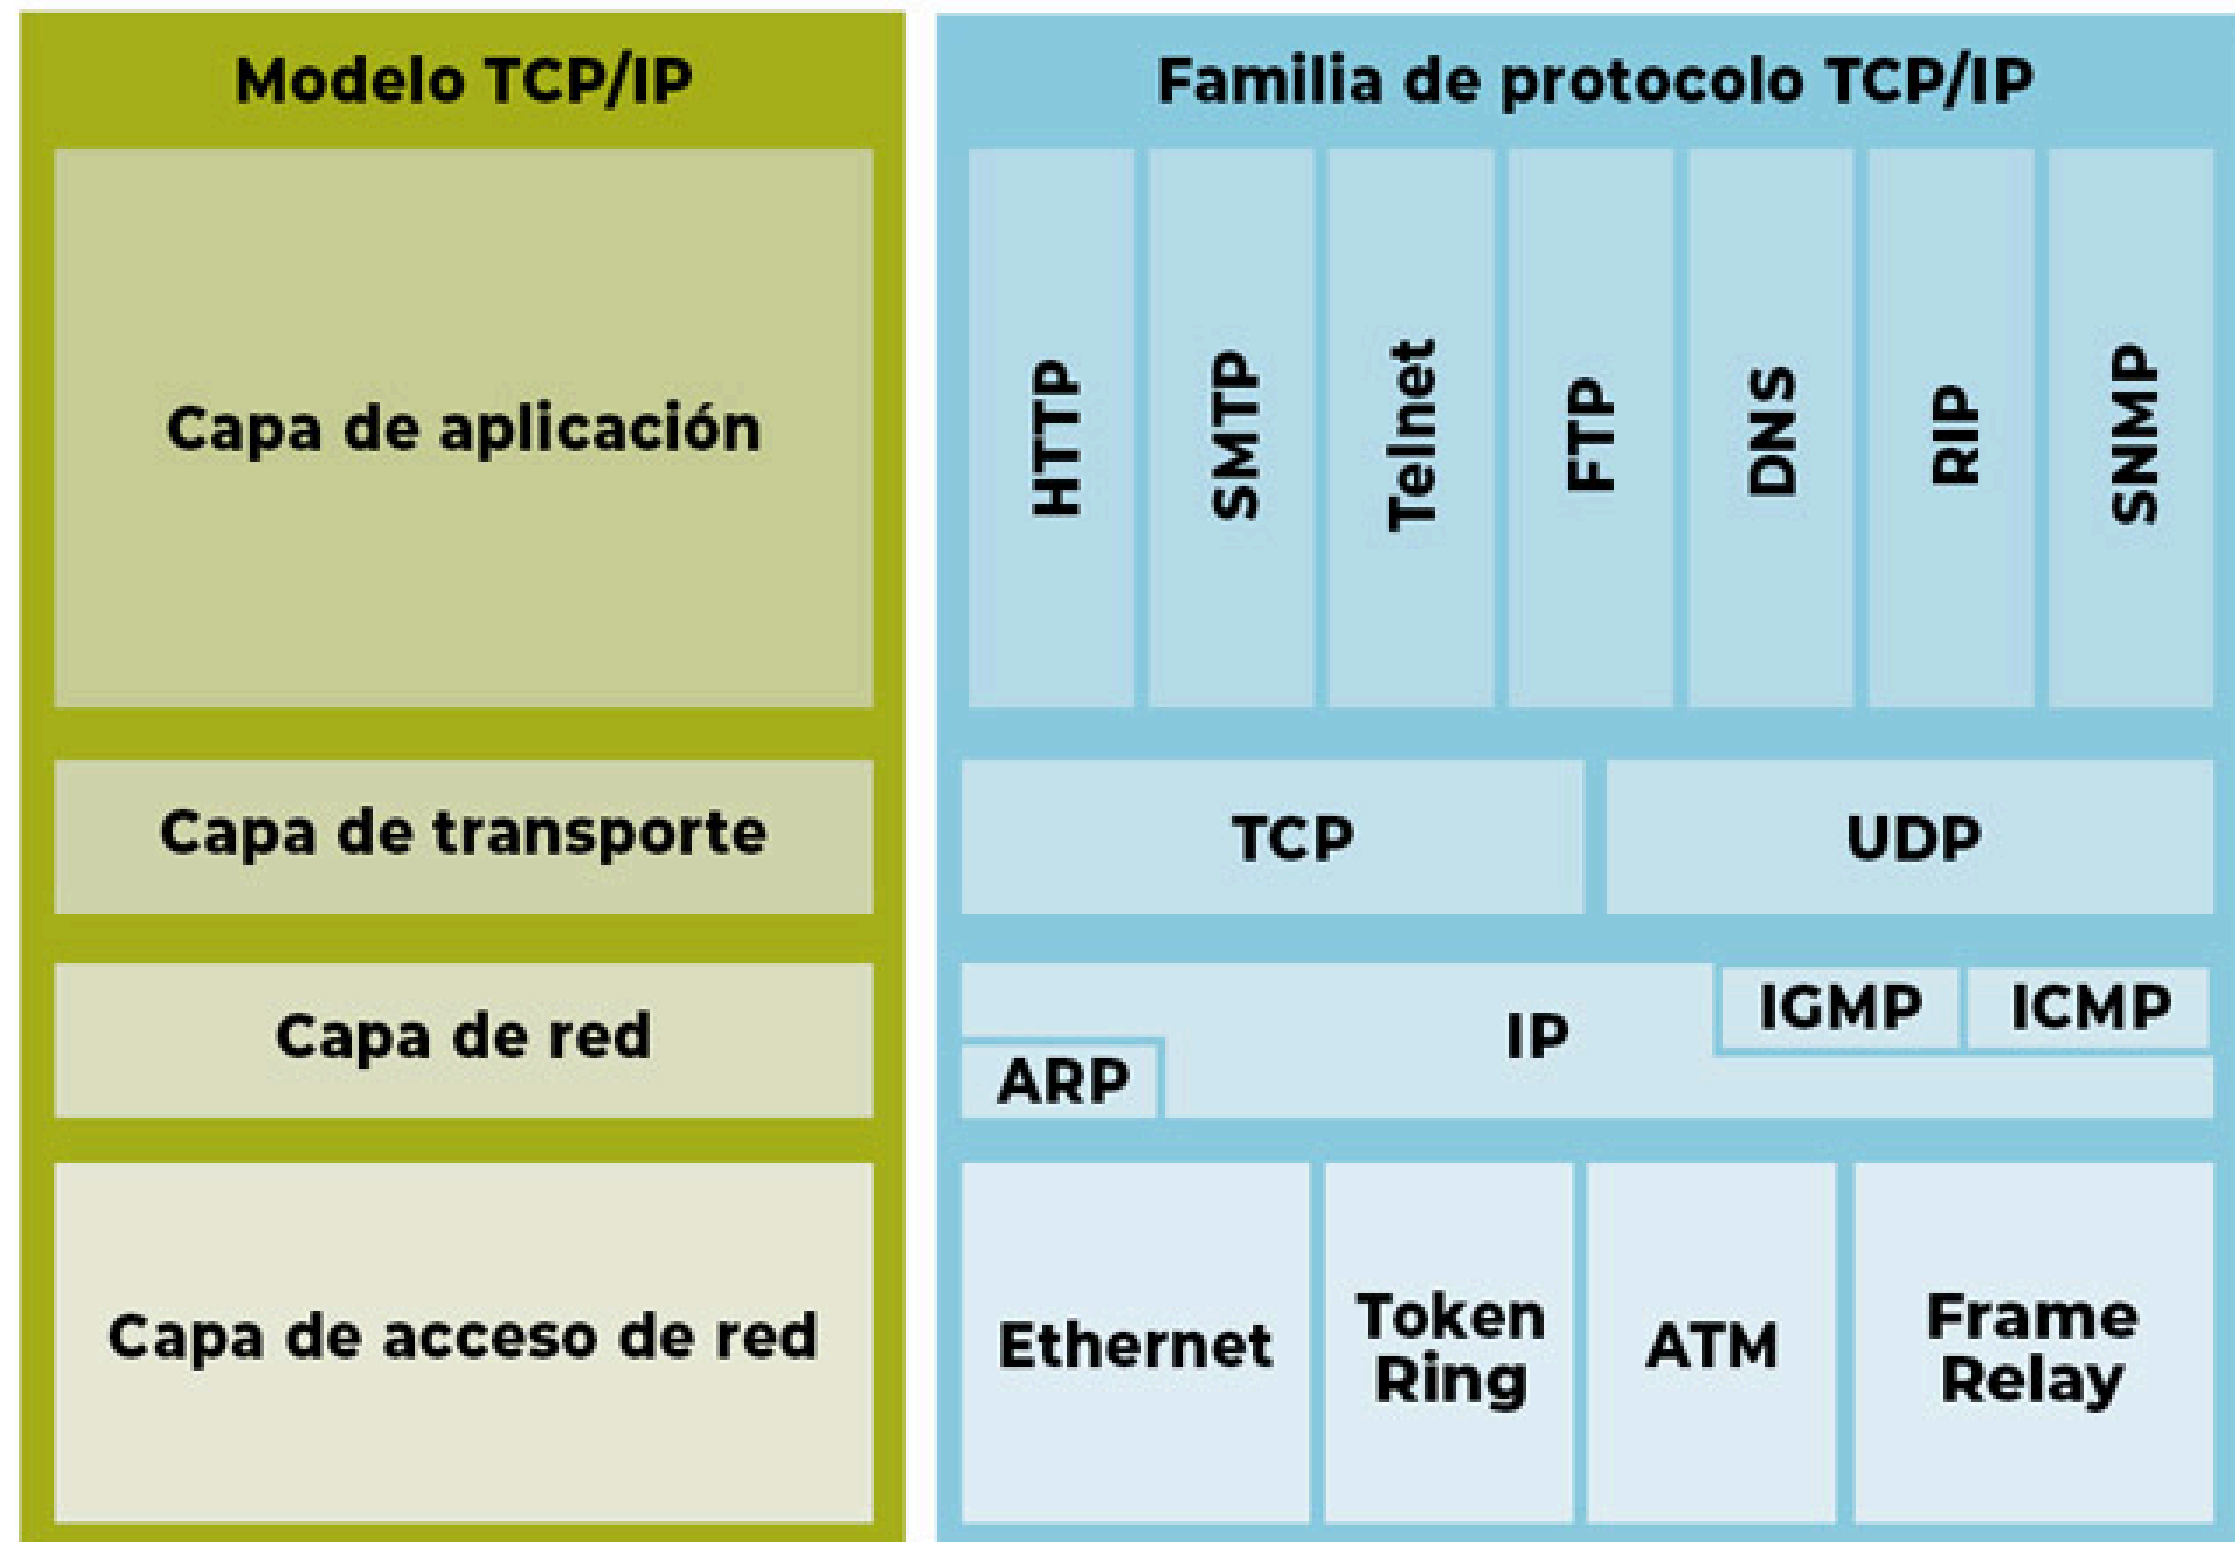 Modelo TCP/IP
Capa de aplicación
Capa de transporte
Capa de red
Capa de acceso de red
Familia de protocolo TCP/IP
HTTP
SMTP
Telnet
FTP
DNS
RIP
SNMP
TCP
UDP
IP
IGMP
ICMP
ARP
Ethernet
Token
Ring
ATM
Frame
Relay